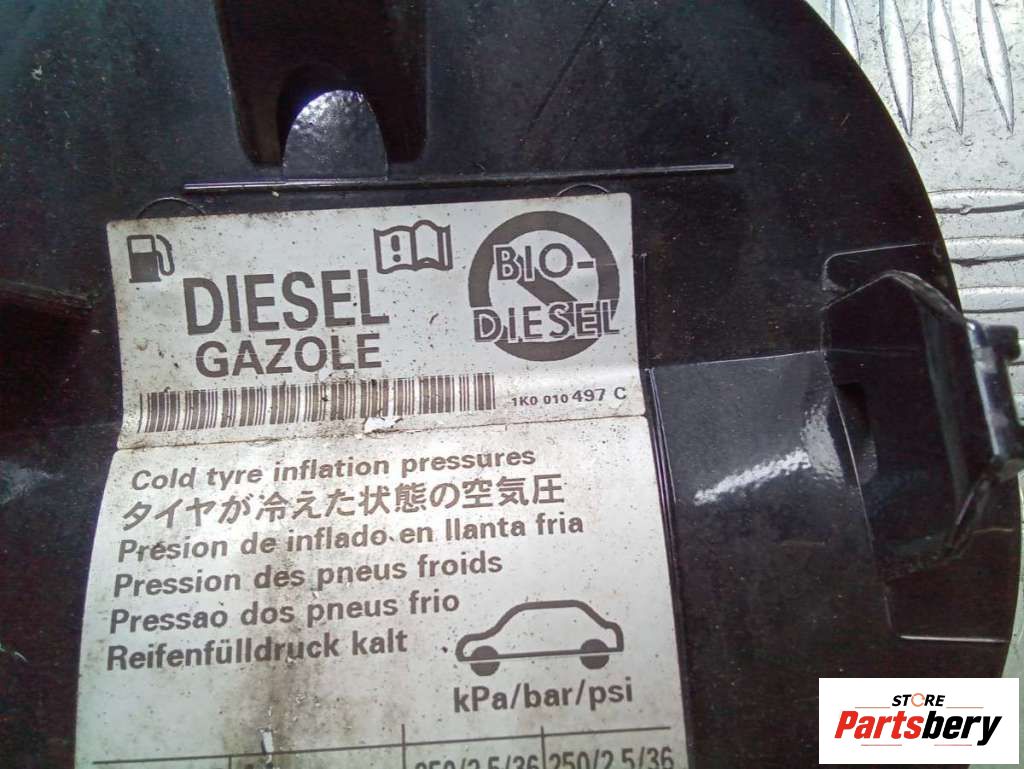 DIESEL
GAZOLE
BIO-
DIESEL
1K0 010 497 C
Cold tyre inflation pressures
タイヤが冷えた状態の空気圧
Presion de inflado en llanta fria
Pression des pneus froids
Pressao dos pneus frio
Reifenfülldruck kalt
kPa/bar/psi
250/2.5/36
STORE
Partsbery